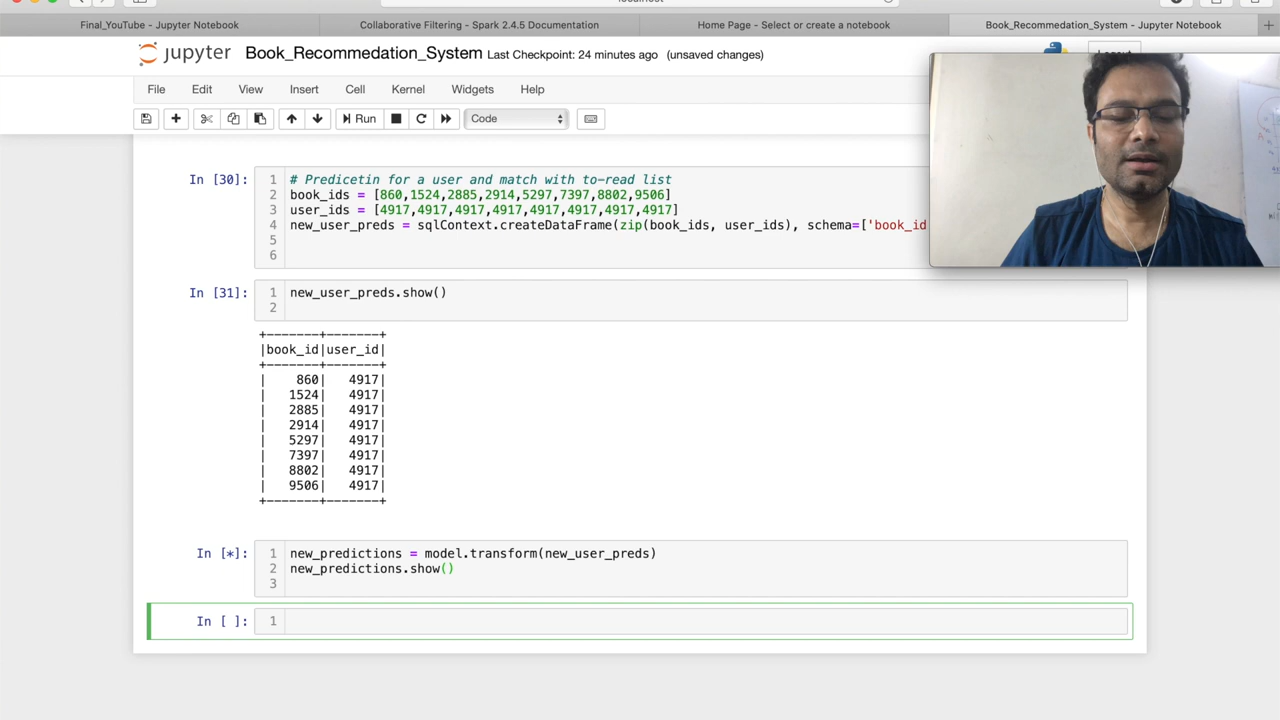 Final_YouTube - Jupyter Notebook
Collaborative Filtering - Spark 2.4.5 Documentation
Home Page - Select or create a notebook
Book_Recommedation_System - Jupyter Notebook
jupyter Book_Recommedation_System Last Checkpoint: 24 minutes ago (unsaved changes)
File Edit View Insert Cell Kernel Widgets Help
Run Code
In [30]:
1 # Predicetin for a user and match with to-read list
2 book_ids = [860,1524,2885,2914,5297,7397,8802,9506]
3 user_ids = [4917,4917,4917,4917,4917,4917,4917,4917]
4 new_user_preds = sqlContext.createDataFrame(zip(book_ids, user_ids), schema=['book_id
5
6
In [31]:
1 new_user_preds.show()
2
+-------+-------+
|book_id|user_id|
+-------+-------+
| 860| 4917|
| 1524| 4917|
| 2885| 4917|
| 2914| 4917|
| 5297| 4917|
| 7397| 4917|
| 8802| 4917|
| 9506| 4917|
+-------+-------+
In [*]:
1 new_predictions = model.transform(new_user_preds)
2 new_predictions.show()
3
In [ ]:
1